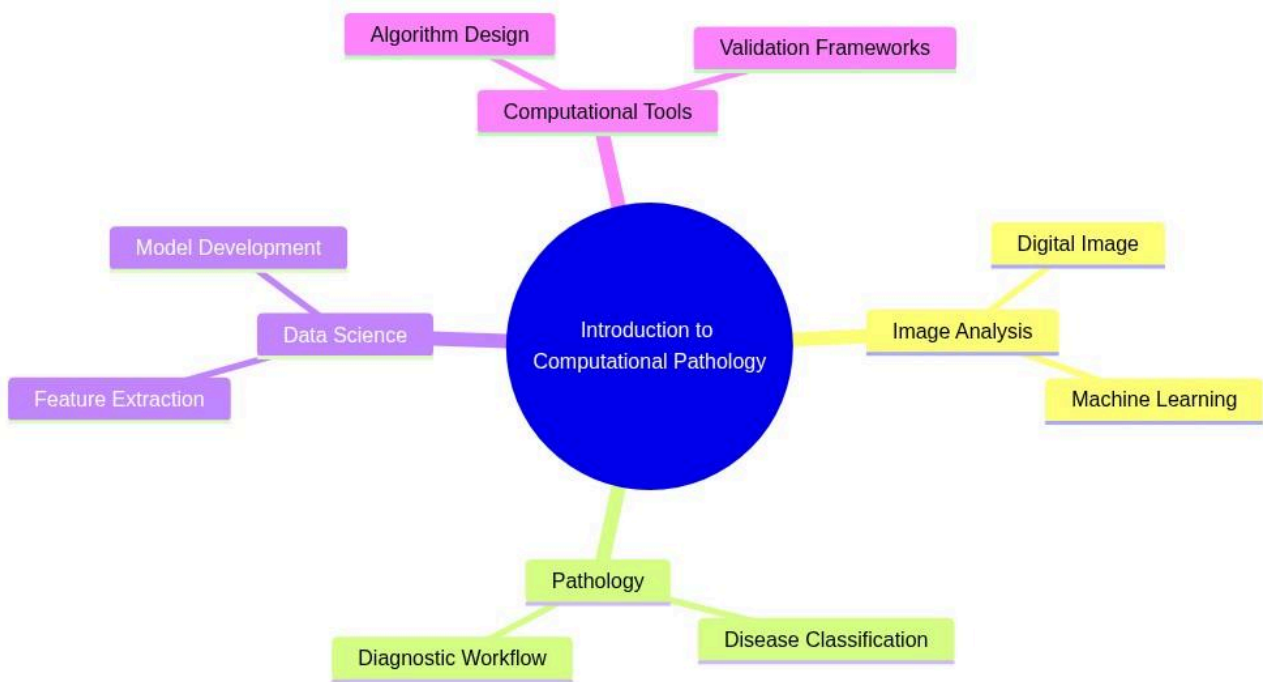 Algorithm Design
Validation Frameworks
Computational Tools
Model Development
Digital Image
Data Science
Introduction to
Computational Pathology
Image Analysis
Feature Extraction
Machine Learning
Pathology
Diagnostic Workflow
Disease Classification